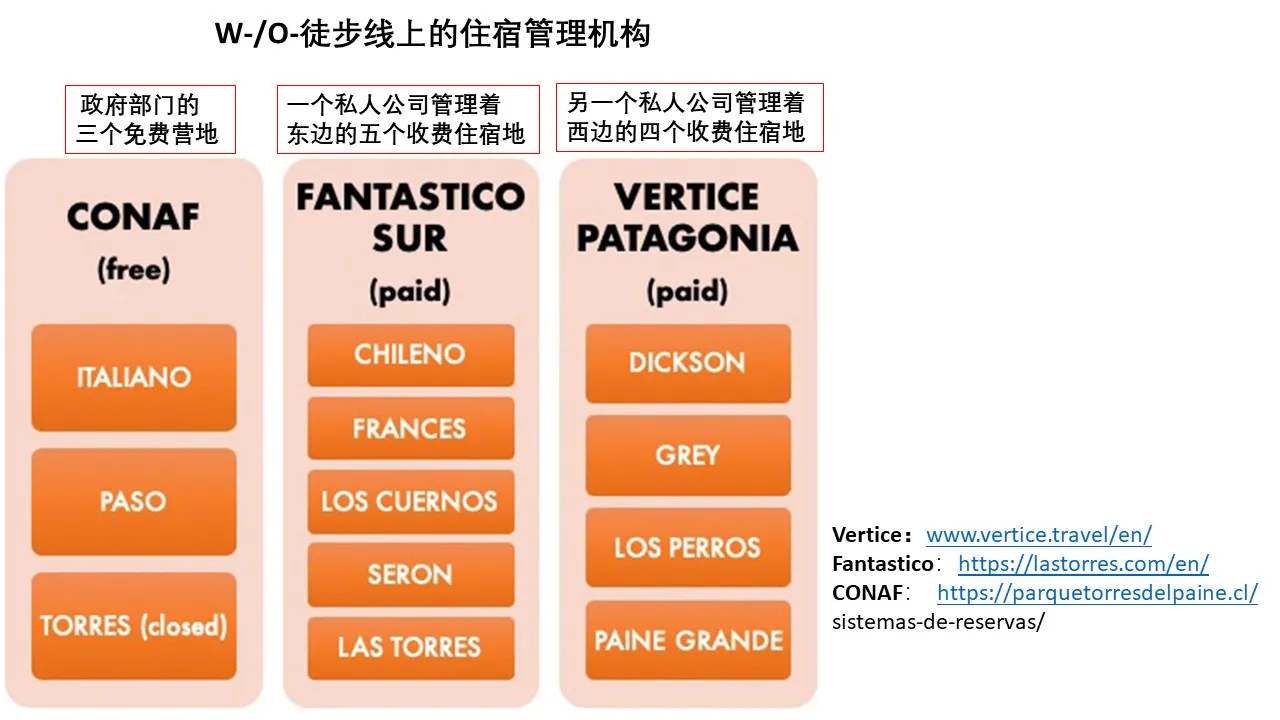 W-/O-徒步线上的住宿管理机构
政府部门的
三个免费营地
CONAF
(free)
ITALIANO
PASO
TORRES (closed)
一个私人公司管理着
东边的五个收费住宿地
FANTASTICO
SUR
(paid)
CHILENO
FRANCES
LOS CUERNOS
SERON
LAS TORRES
另一个私人公司管理着
西边的四个收费住宿地
VERTICE
PATAGONIA
(paid)
DICKSON
GREY
LOS PERROS
PAINE GRANDE
Vertice：www.vertice.travel/en/
Fantastico：https://lastorres.com/en/
CONAF： https://parquetorresdelpaine.cl/
sistemas-de-reservas/